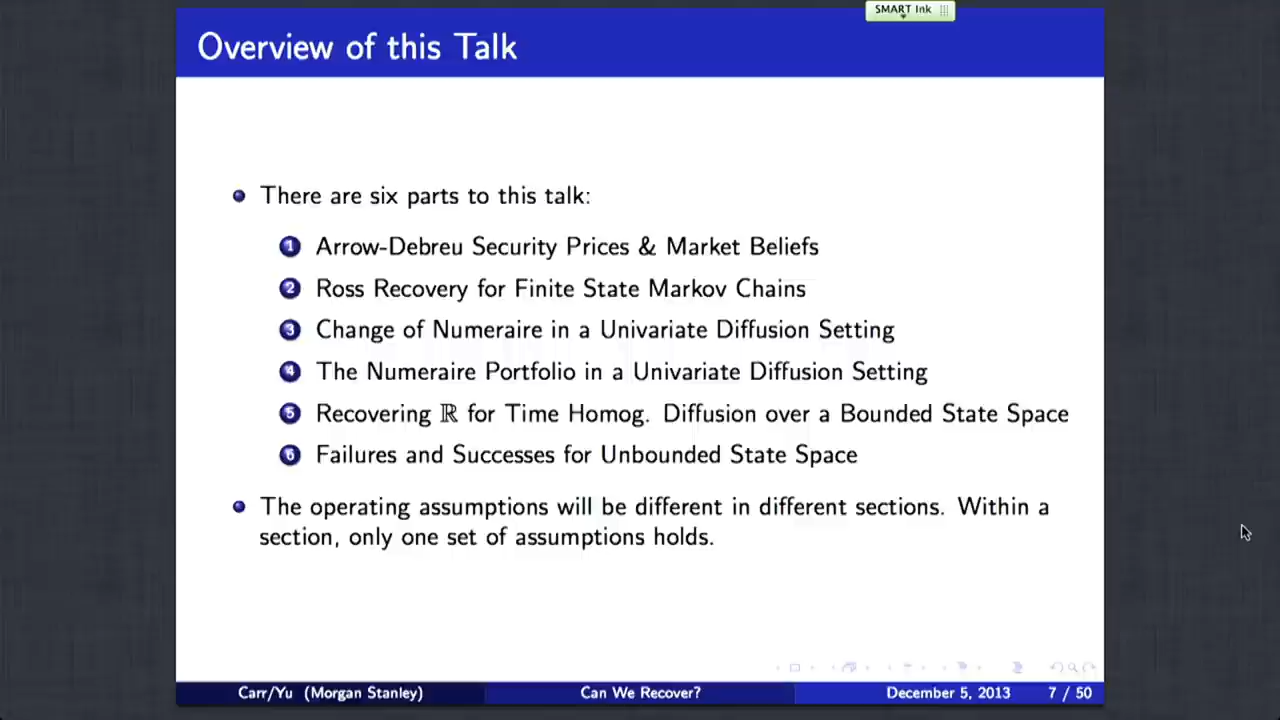 SMART Ink
Overview of this Talk
There are six parts to this talk:
1 Arrow-Debreu Security Prices & Market Beliefs
2 Ross Recovery for Finite State Markov Chains
3 Change of Numeraire in a Univariate Diffusion Setting
4 The Numeraire Portfolio in a Univariate Diffusion Setting
5 Recovering ℝ for Time Homog. Diffusion over a Bounded State Space
6 Failures and Successes for Unbounded State Space
The operating assumptions will be different in different sections. Within a
section, only one set of assumptions holds.
Carr/Yu (Morgan Stanley) Can We Recover? December 5, 2013 7 / 50